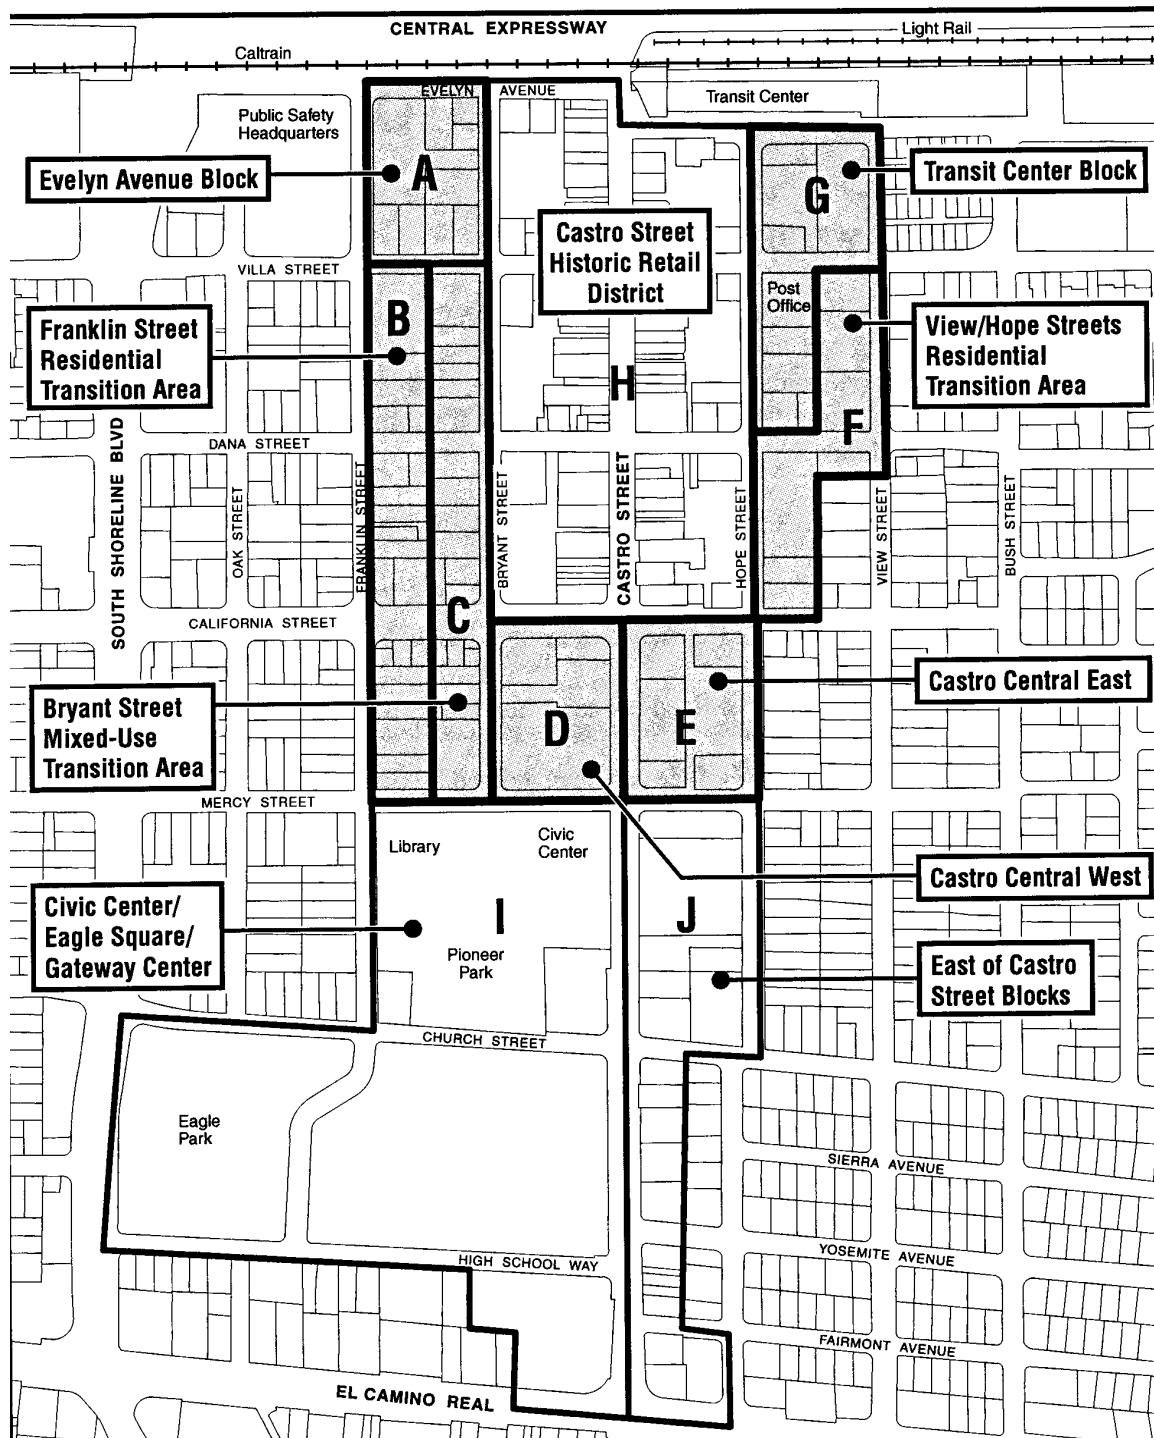 CENTRAL EXPRESSWAY
Light Rail
Caltrain
EVELYN AVENUE
Transit Center
Public Safety
Headquarters
A
Evelyn Avenue Block
Transit Center Block
G
Castro Street
Historic Retail
District
VILLA STREET
Post
Office
B
Franklin Street
Residential
Transition Area
View/Hope Streets
Residential
Transition Area
H
F
DANA STREET
SOUTH SHORELINE BLVD
OAK STREET
FRANKLIN STREET
BRYANT STREET
CASTRO STREET
HOPE STREET
VIEW STREET
BUSH STREET
C
CALIFORNIA STREET
Castro Central East
Bryant Street
Mixed-Use
Transition Area
D
E
MERCY STREET
Library
Civic
Center
Castro Central West
Civic Center/
Eagle Square/
Gateway Center
I
J
Pioneer
Park
East of Castro
Street Blocks
CHURCH STREET
Eagle
Park
SIERRA AVENUE
HIGH SCHOOL WAY
YOSEMITE AVENUE
FAIRMONT AVENUE
EL CAMINO REAL